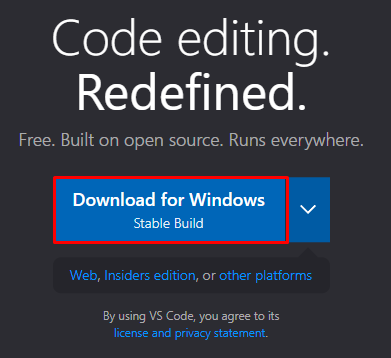 Code editing.
Redefined.
Free. Built on open source. Runs everywhere.
Download for Windows
Stable Build
Web, Insiders edition, or other platforms
By using VS Code, you agree to its
license and privacy statement.